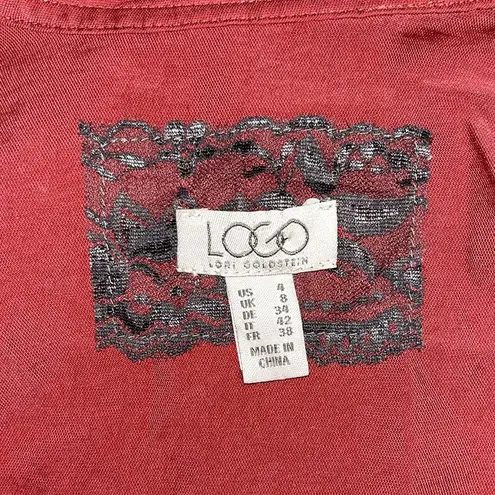 LOGO
LORI GOLDSTEIN
US 4
UK 8
DE 34
IT 42
FR 38
MADE IN
CHINA